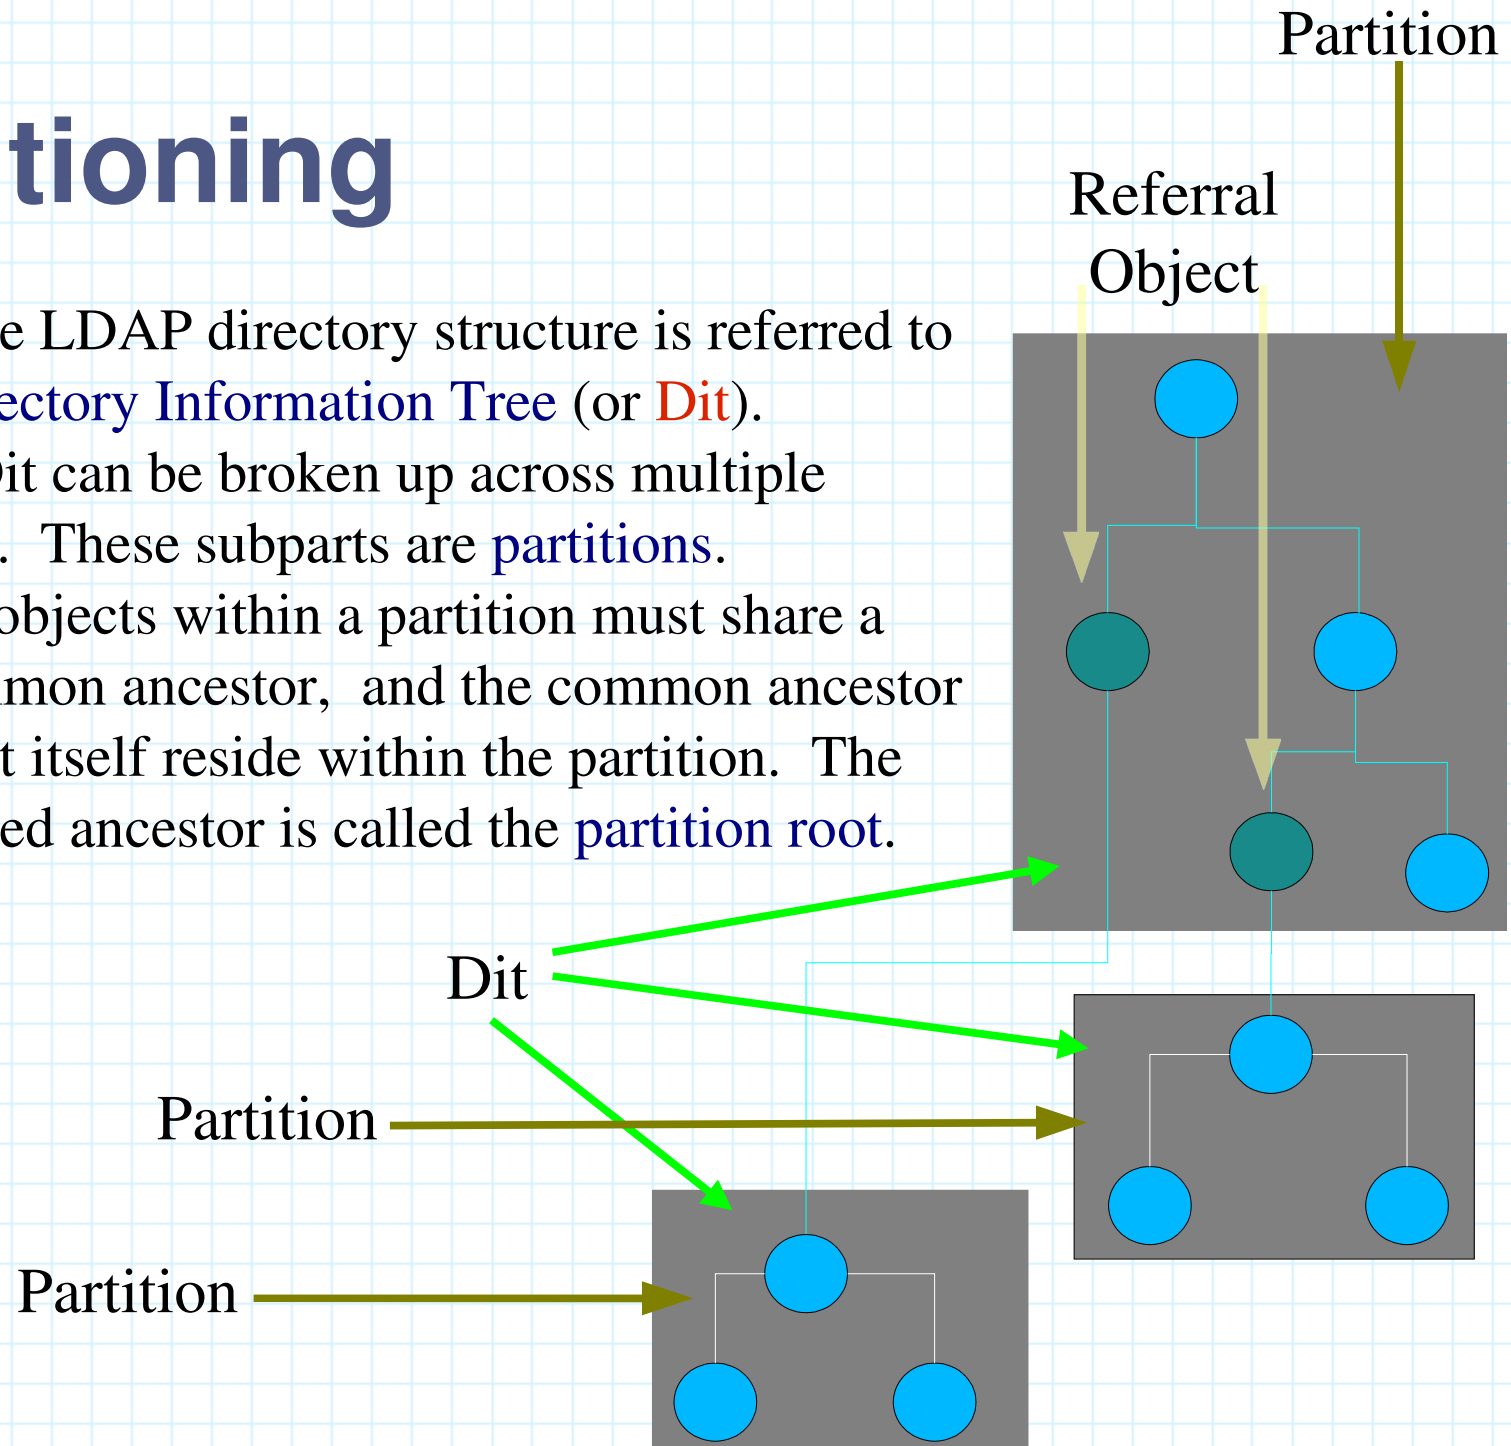 Partition
tioning
Referral
Object
e LDAP directory structure is referred to
ectory Information Tree (or Dit).
Dit can be broken up across multiple
. These subparts are partitions.
objects within a partition must share a
mon ancestor, and the common ancestor
t itself reside within the partition. The
ed ancestor is called the partition root.
Dit
Partition
Partition